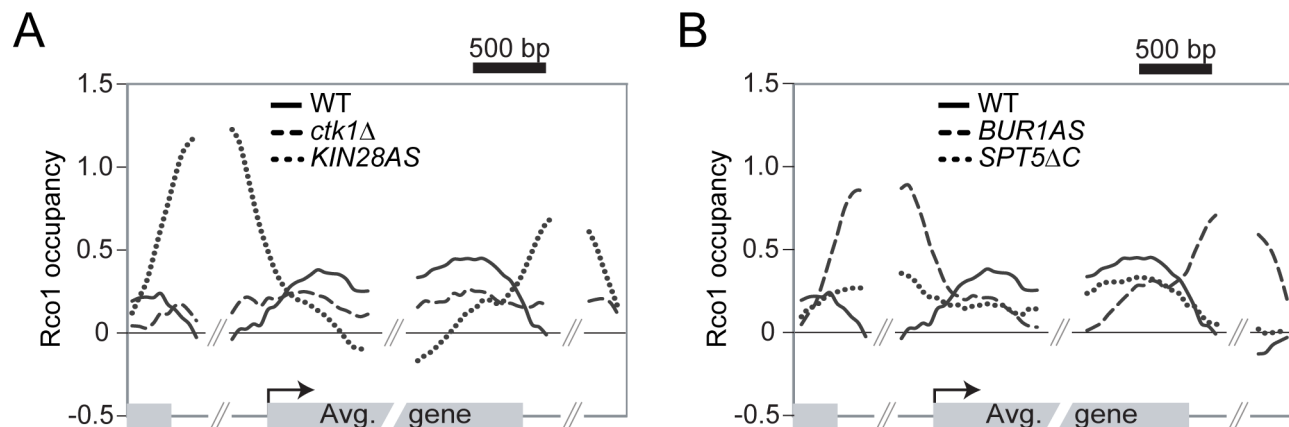 A
500 bp
1.5
1.0
0.5
0
-0.5
Rco1 occupancy
WT
ctk1Δ
KIN28AS
Avg. gene
B
500 bp
1.5
1.0
0.5
0
-0.5
Rco1 occupancy
WT
BUR1AS
SPT5ΔC
Avg. gene